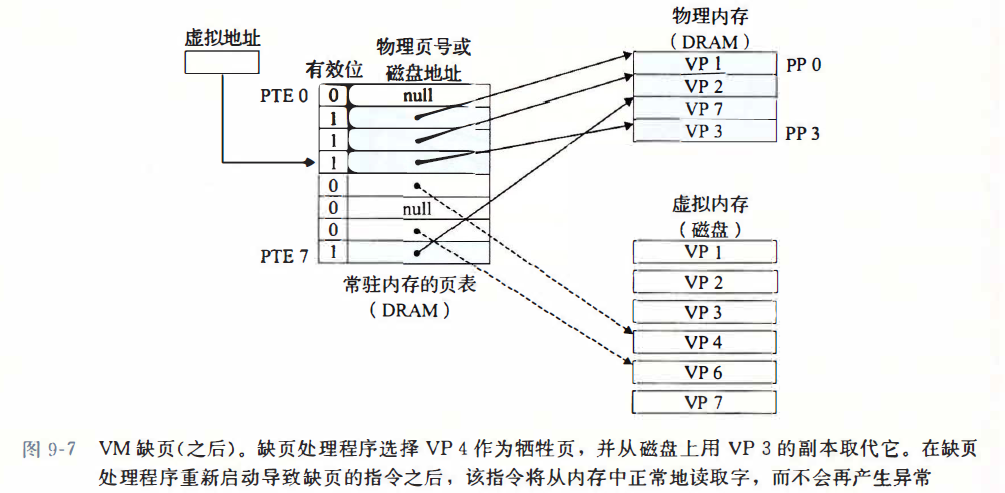 虚拟地址
物理页号或
磁盘地址
有效位
PTE 0
0
null
1
1
1
0
0
null
0
PTE 7
1
常驻内存的页表
（DRAM）
物理内存
（DRAM）
VP 1
PP 0
VP 2
VP 7
VP 3
PP 3
虚拟内存
（磁盘）
VP 1
VP 2
VP 3
VP 4
VP 6
VP 7
图 9-7 VM 缺页(之后)。缺页处理程序选择 VP 4 作为牺牲页，并从磁盘上用 VP 3 的副本取代它。在缺页
处理程序重新启动导致缺页的指令之后，该指令将从内存中正常地读取字，而不会再产生异常